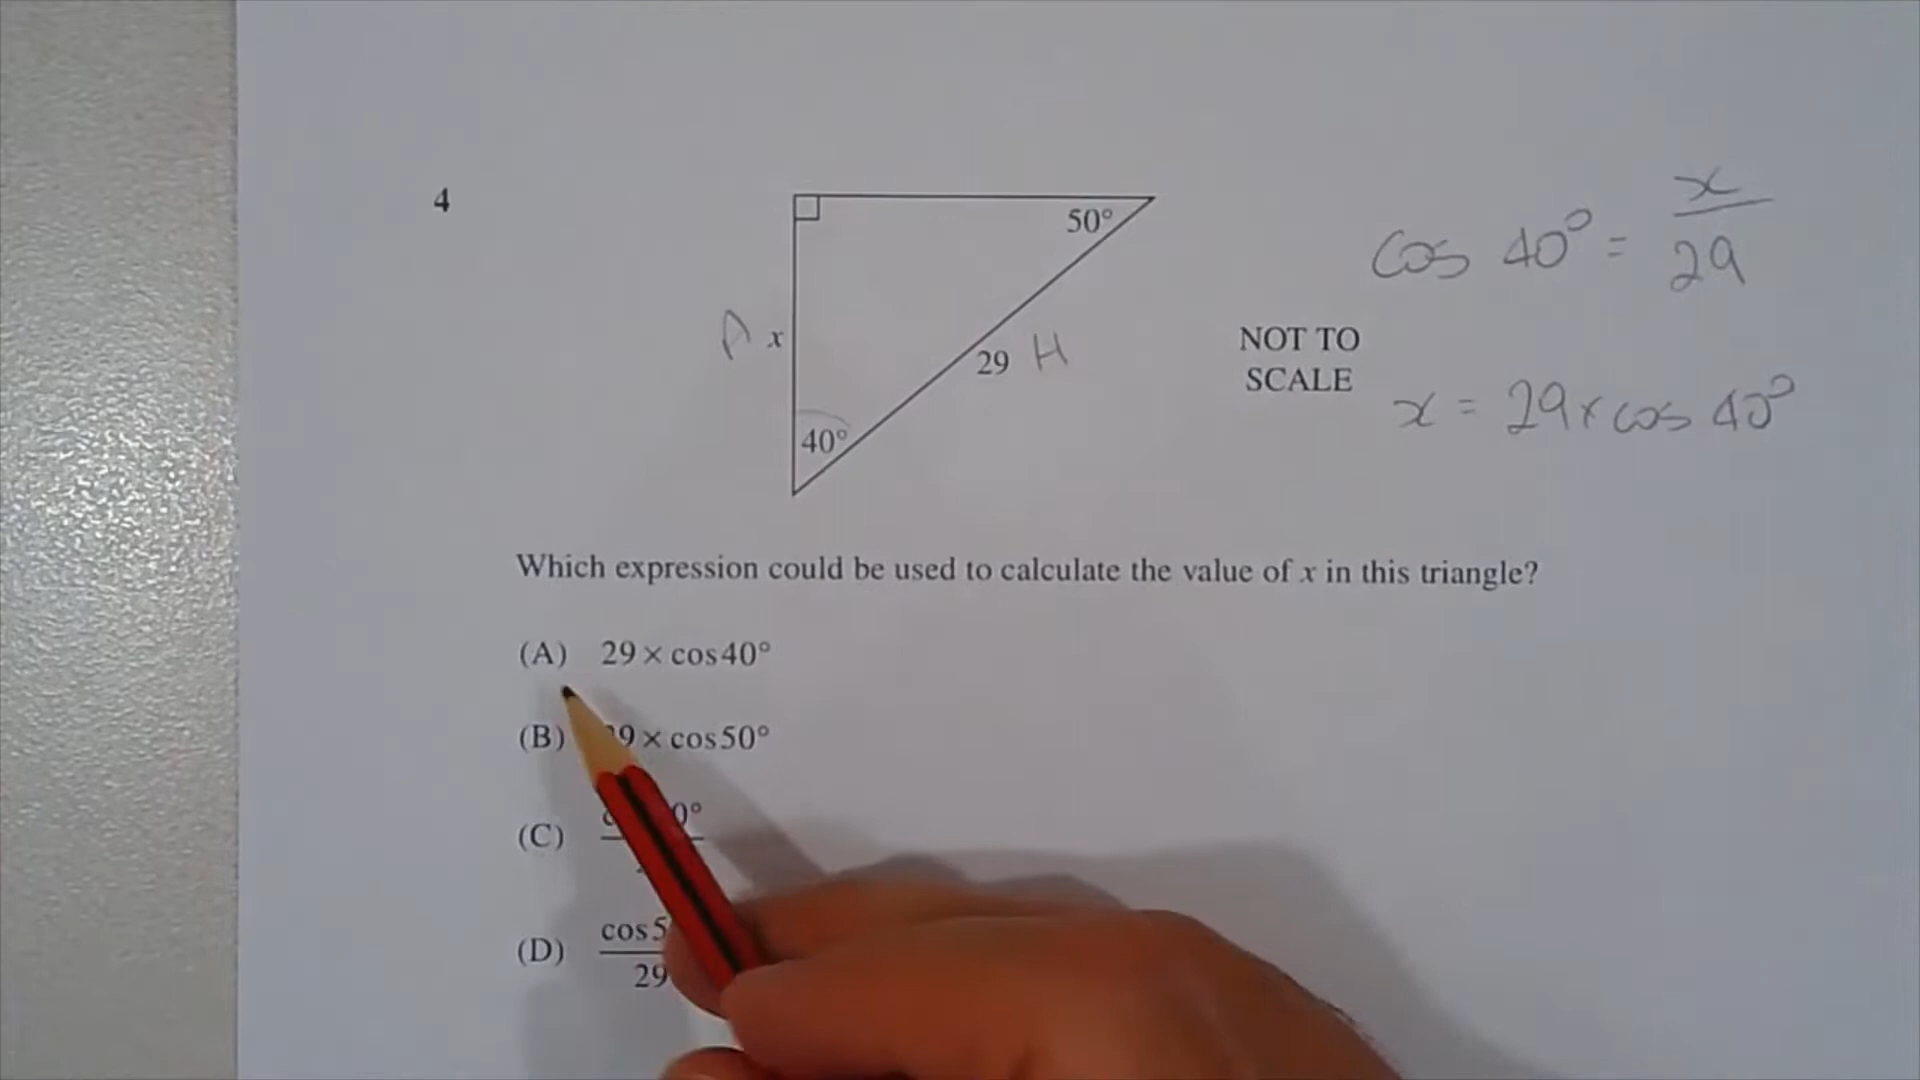 4
50°
cos 40° = x/29
A x
29 H
NOT TO
SCALE
x = 29 × cos 40°
40°
Which expression could be used to calculate the value of x in this triangle?
(A) 29 × cos 40°
(B) × cos 50°
(C)
(D) 29